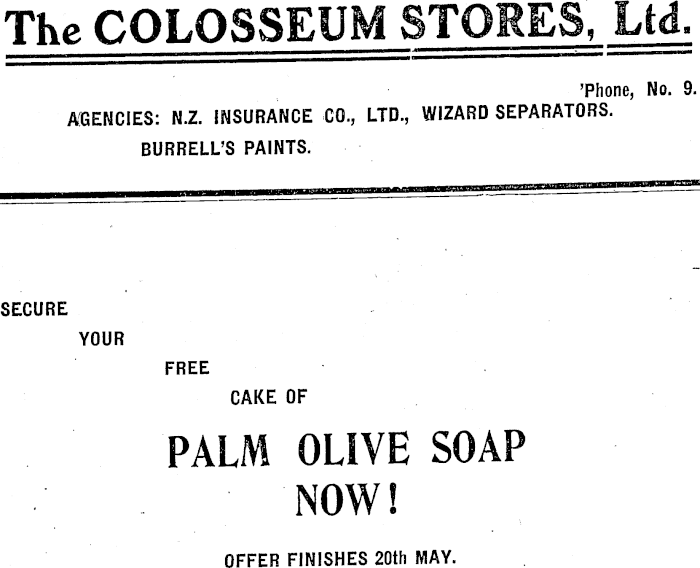 The COLOSSEUM STORES, Ltd.
'Phone, No. 9.
AGENCIES: N.Z. INSURANCE CO., LTD., WIZARD SEPARATORS.
BURRELL'S PAINTS.
SECURE
YOUR
FREE
CAKE OF
PALM OLIVE SOAP
NOW!
OFFER FINISHES 20th MAY.